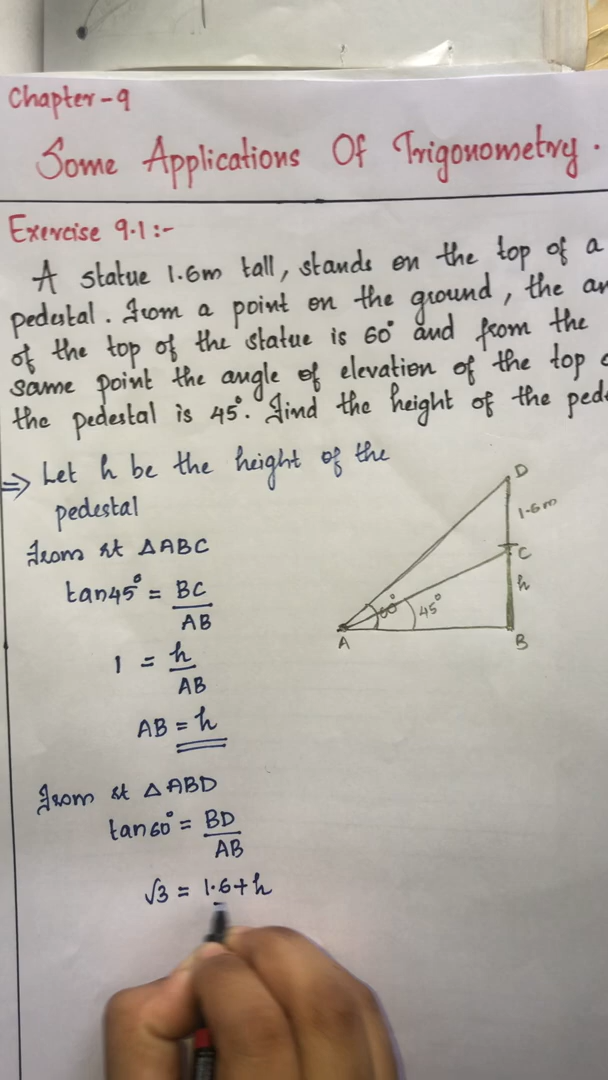 Chapter-9
Some Applications Of Trigonometry.
Exercise 9.1:-
A statue 1.6m tall, stands on the top of a
pedestal. From a point on the ground, the
of the top of the statue is 60° and from the
same point the angle of elevation of the top
the pedestal is 45°. Find the height of the
⇒ Let h be the height of the
pedestal
From rt △ABC
tan45° = BC/AB
1 = h/AB
AB = h
From rt △ABD
tan60° = BD/AB
√3 = 1.6+h
D
1.6m
C
h
60°
45°
A
B